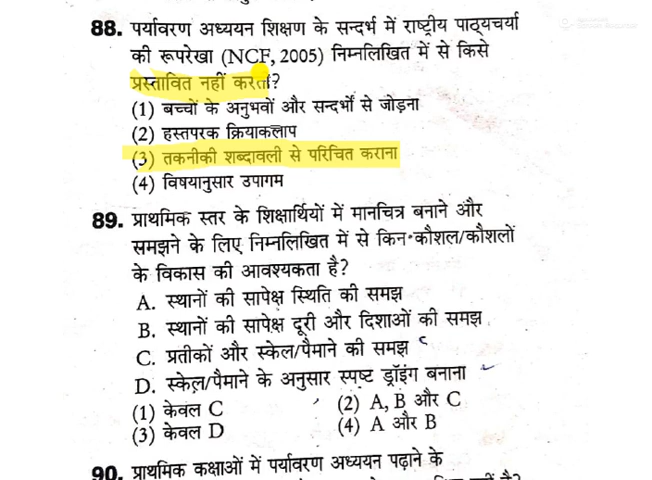 88. पर्यावरण अध्ययन शिक्षण के सन्दर्भ में राष्ट्रीय पाठ्यचर्या
की रूपरेखा (NCF, 2005) निम्नलिखित में से किसे
प्रस्तावित नहीं करता?
(1) बच्चों के अनुभवों और सन्दर्भों से जोड़ना
(2) हस्तपरक क्रियाकलाप
(3) तकनीकी शब्दावली से परिचित कराना
(4) विषयानुसार उपागम
89. प्राथमिक स्तर के शिक्षार्थियों में मानचित्र बनाने और
समझने के लिए निम्नलिखित में से किन कौशल/कौशलों
के विकास की आवश्यकता है?
A. स्थानों की सापेक्ष स्थिति की समझ
B. स्थानों की सापेक्ष दूरी और दिशाओं की समझ
C. प्रतीकों और स्केल/पैमाने की समझ
D. स्केल/पैमाने के अनुसार स्पष्ट ड्रॉइंग बनाना
(1) केवल C (2) A, B और C
(3) केवल D (4) A और B
90. प्राथमिक कक्षाओं में पर्यावरण अध्ययन पढ़ाने के